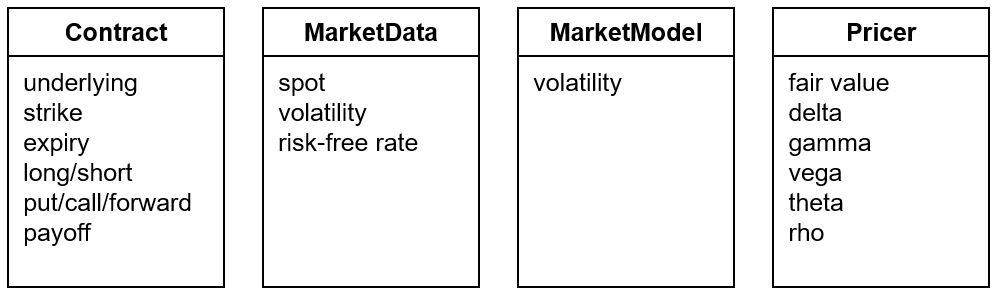 Contract
underlying
strike
expiry
long/short
put/call/forward
payoff
MarketData
spot
volatility
risk-free rate
MarketModel
volatility
Pricer
fair value
delta
gamma
vega
theta
rho